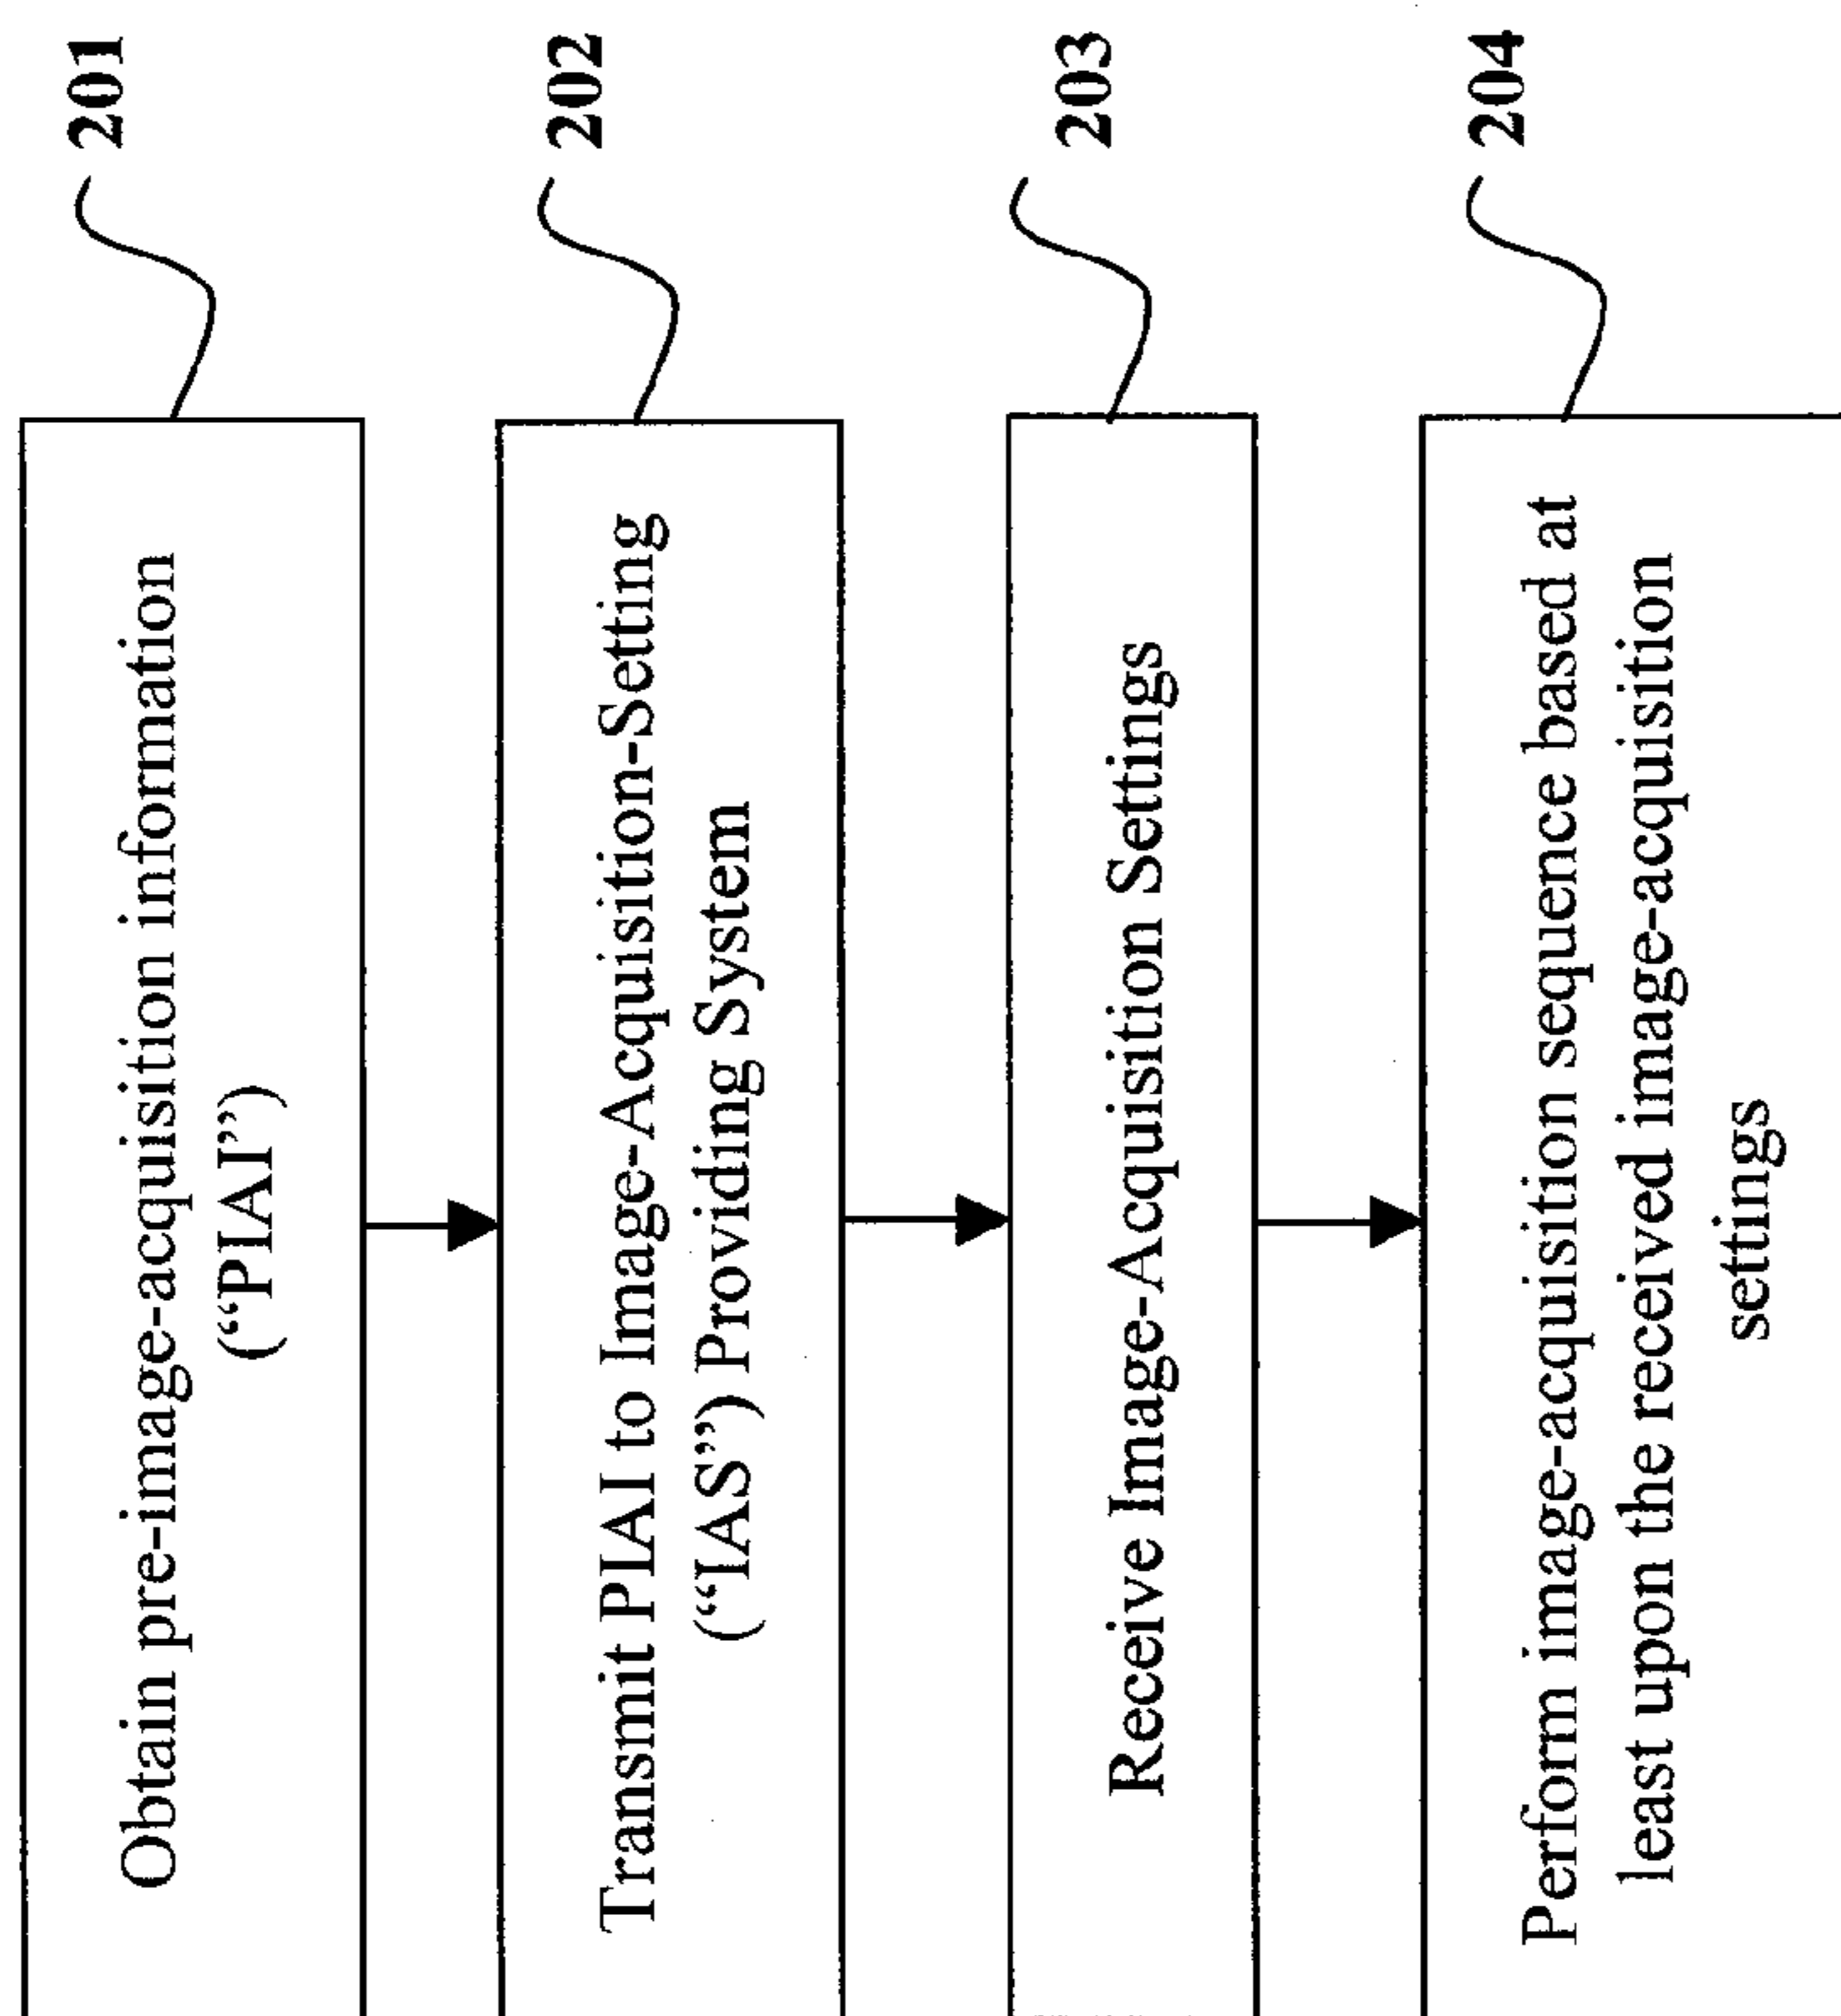 Obtain pre-image-acquisition information
(“PIAI”)
201
Transmit PIAI to Image-Acquisition-Setting
(“IAS”) Providing System
202
Receive Image-Acquisition Settings
203
Perform image-acquisition sequence based at
least upon the received image-acquisition
settings
204